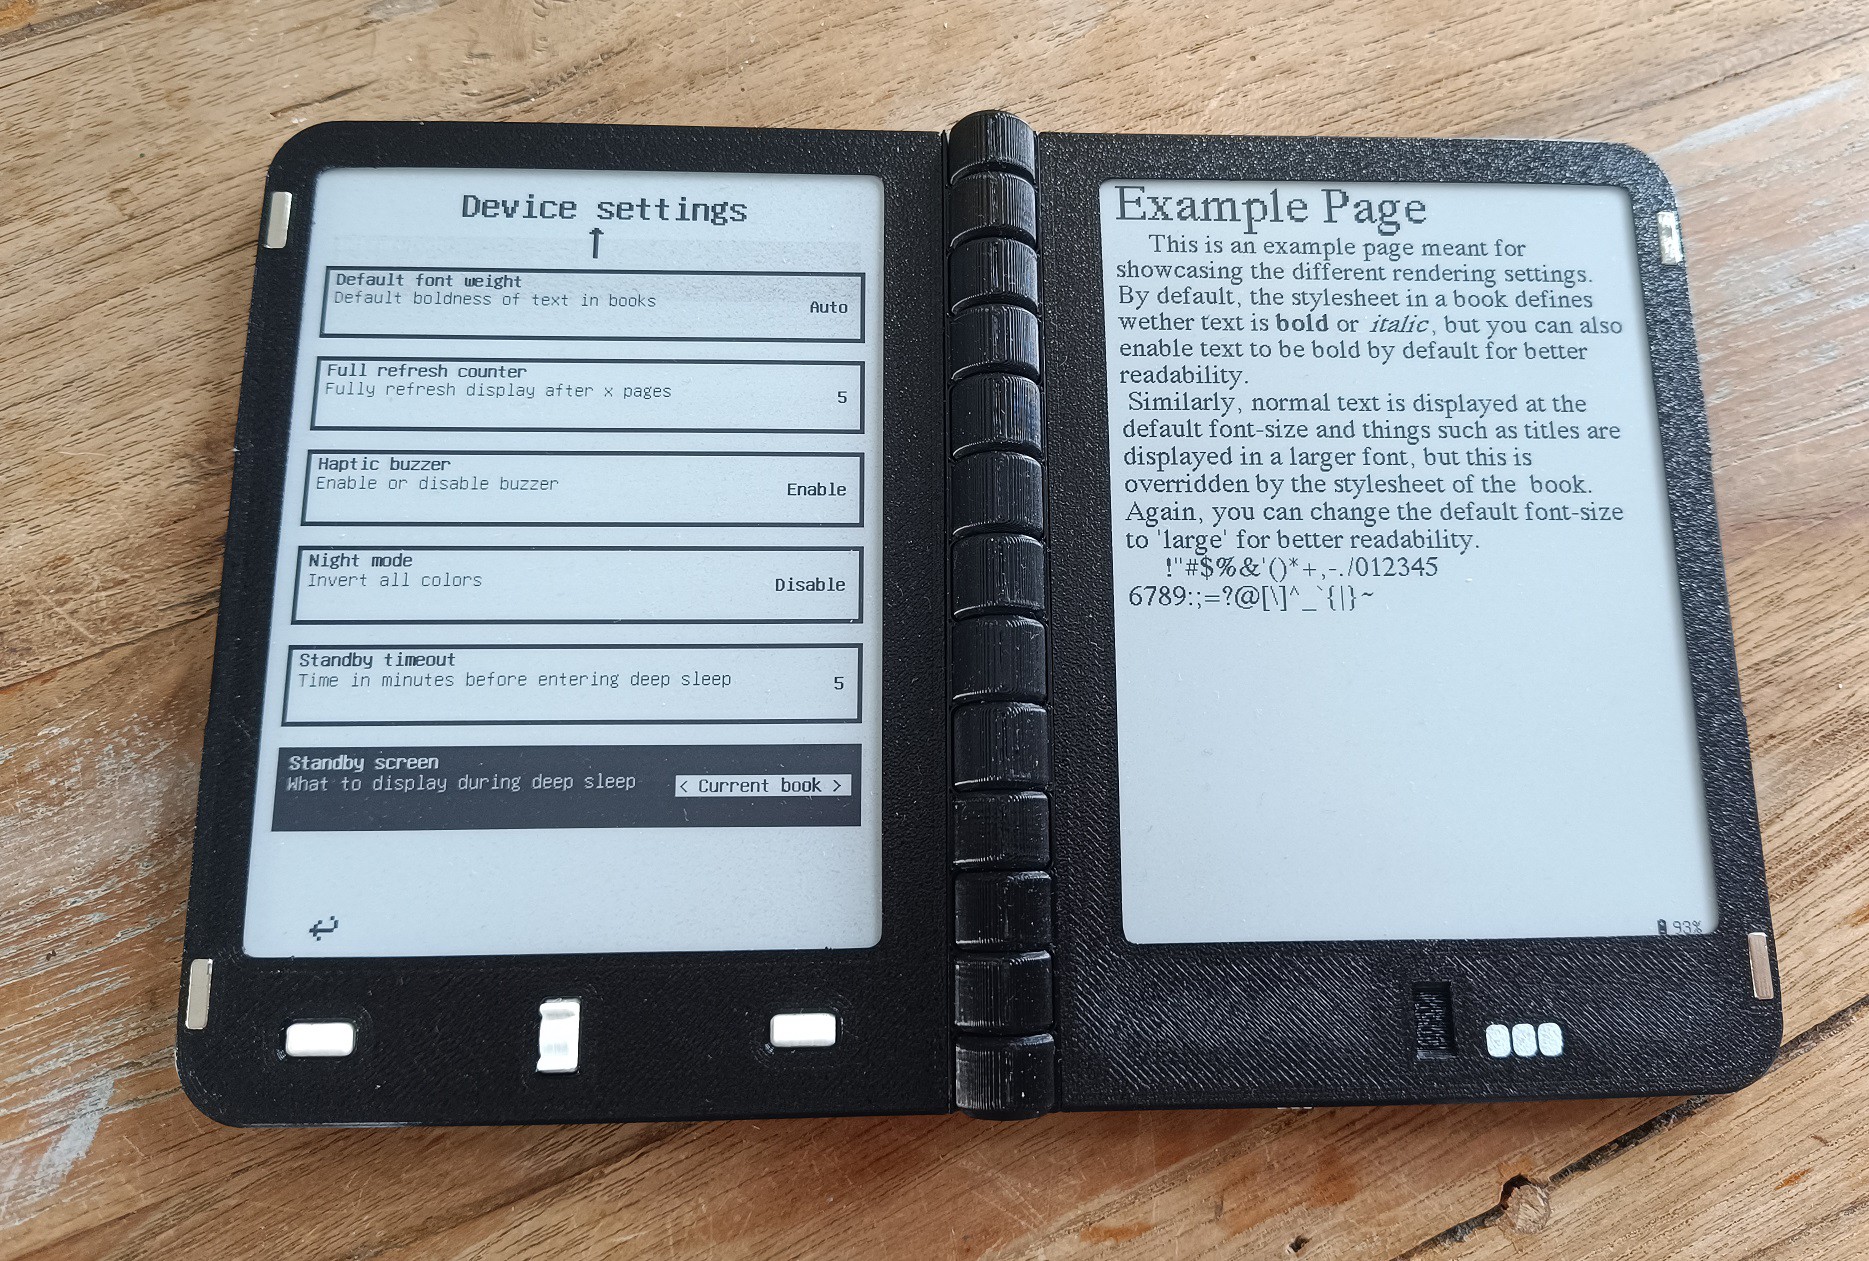 Device settings
↑
Default font weight
Default boldness of text in books
Auto
Full refresh counter
Fully refresh display after x pages
5
Haptic buzzer
Enable or disable buzzer
Enable
Night mode
Invert all colors
Disable
Standby timeout
Time in minutes before entering deep sleep
5
Standby screen
What to display during deep sleep
< Current book >
Example Page
This is an example page meant for
showcasing the different rendering settings.
By default, the stylesheet in a book defines
wether text is bold or italic, but you can also
enable text to be bold by default for better
readability.
Similarly, normal text is displayed at the
default font-size and things such as titles are
displayed in a larger font, but this is
overridden by the stylesheet of the book.
Again, you can change the default font-size
to 'large' for better readability.
!"#$%&'()*+,-./012345
6789:;=?@[\]^_`{|}~
93%